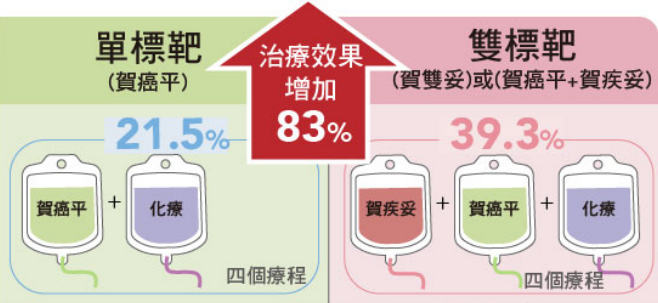 單標靶
(賀癌平)
治療效果
增加
83%
雙標靶
(賀雙妥)或(賀癌平+賀疾妥)
21.5%
39.3%
賀癌平
+
化療
四個療程
賀疾妥
+
賀癌平
+
化療
四個療程